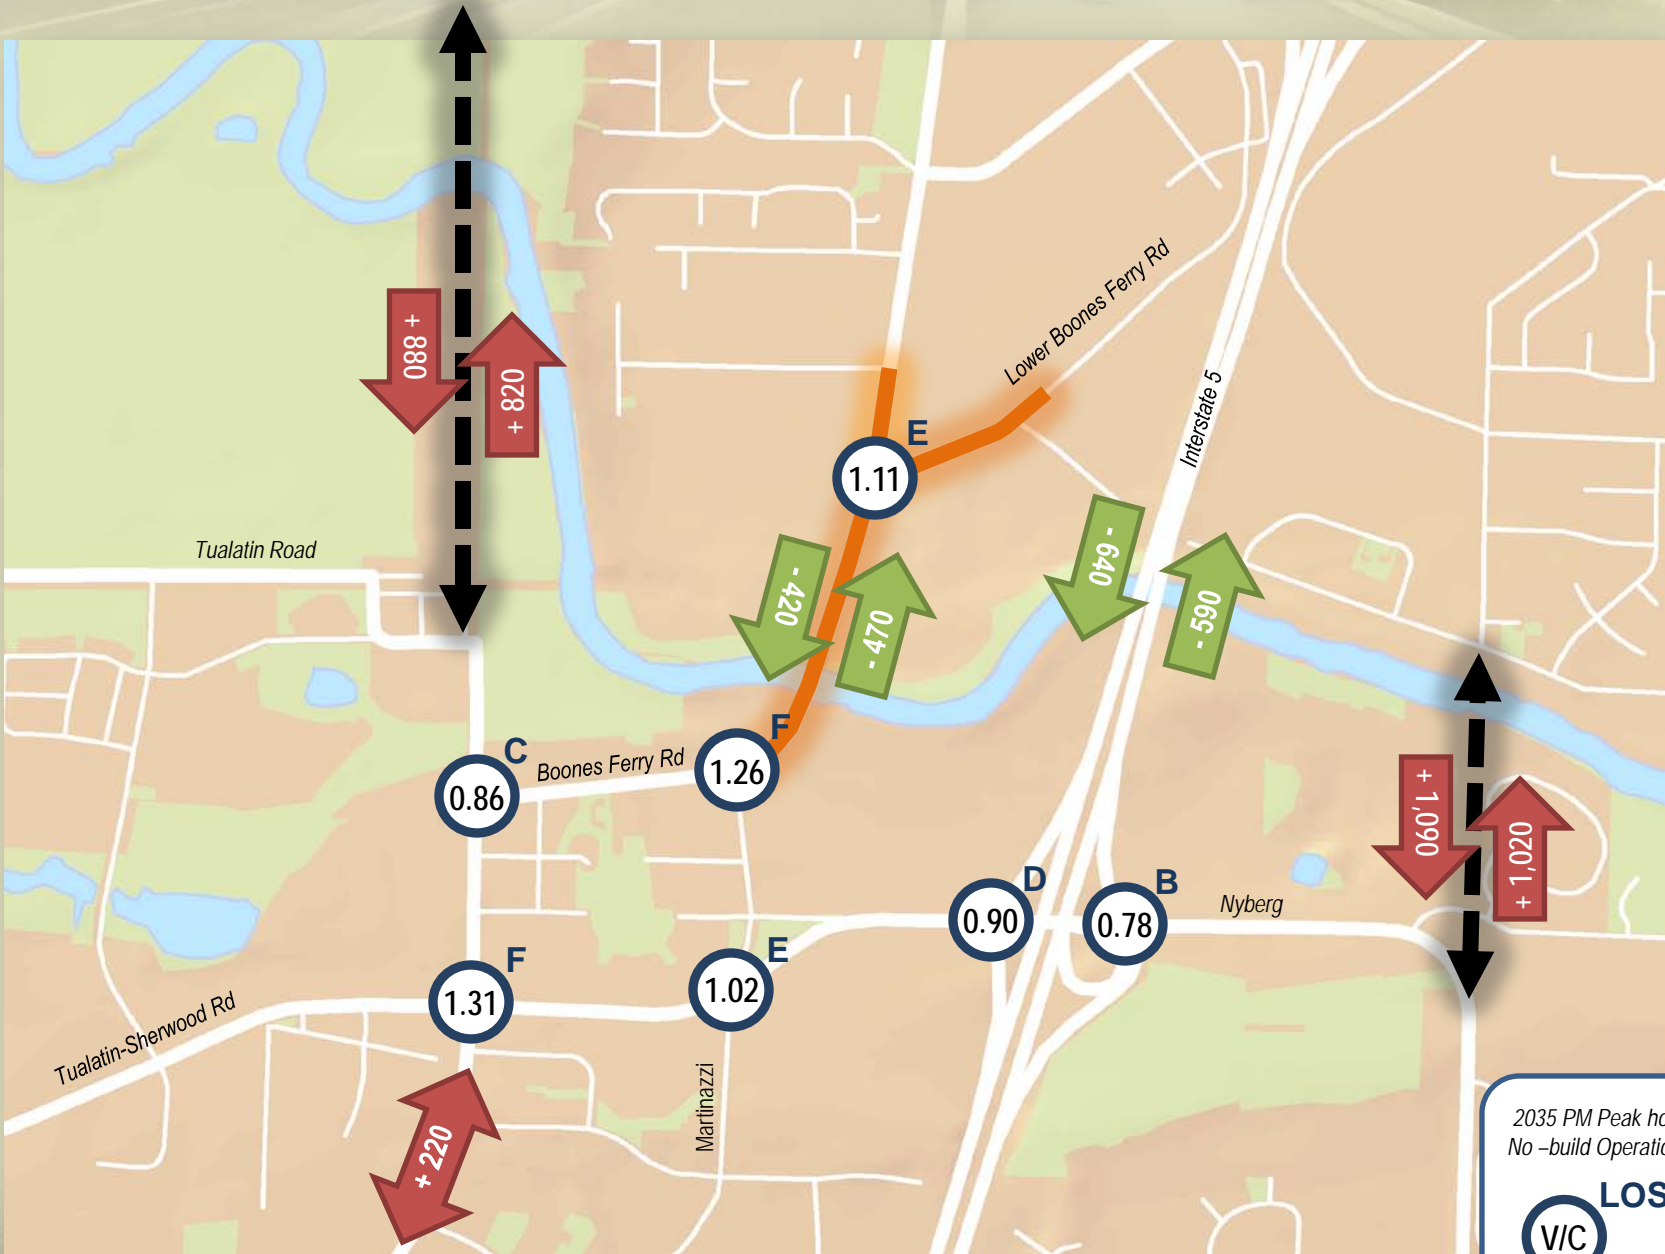 Lower Boones Ferry Rd
Interstate 5
+ 880
+ 820
E
1.11
Tualatin Road
- 420
- 470
- 640
- 590
F
1.26
C
0.86
Boones Ferry Rd
+ 1,090
+ 1,020
D
0.90
B
0.78
Nyberg
F
1.31
E
1.02
Tualatin-Sherwood Rd
Martinazzi
+ 220
2035 PM Peak ho
No –build Operatio
LOS
V/C